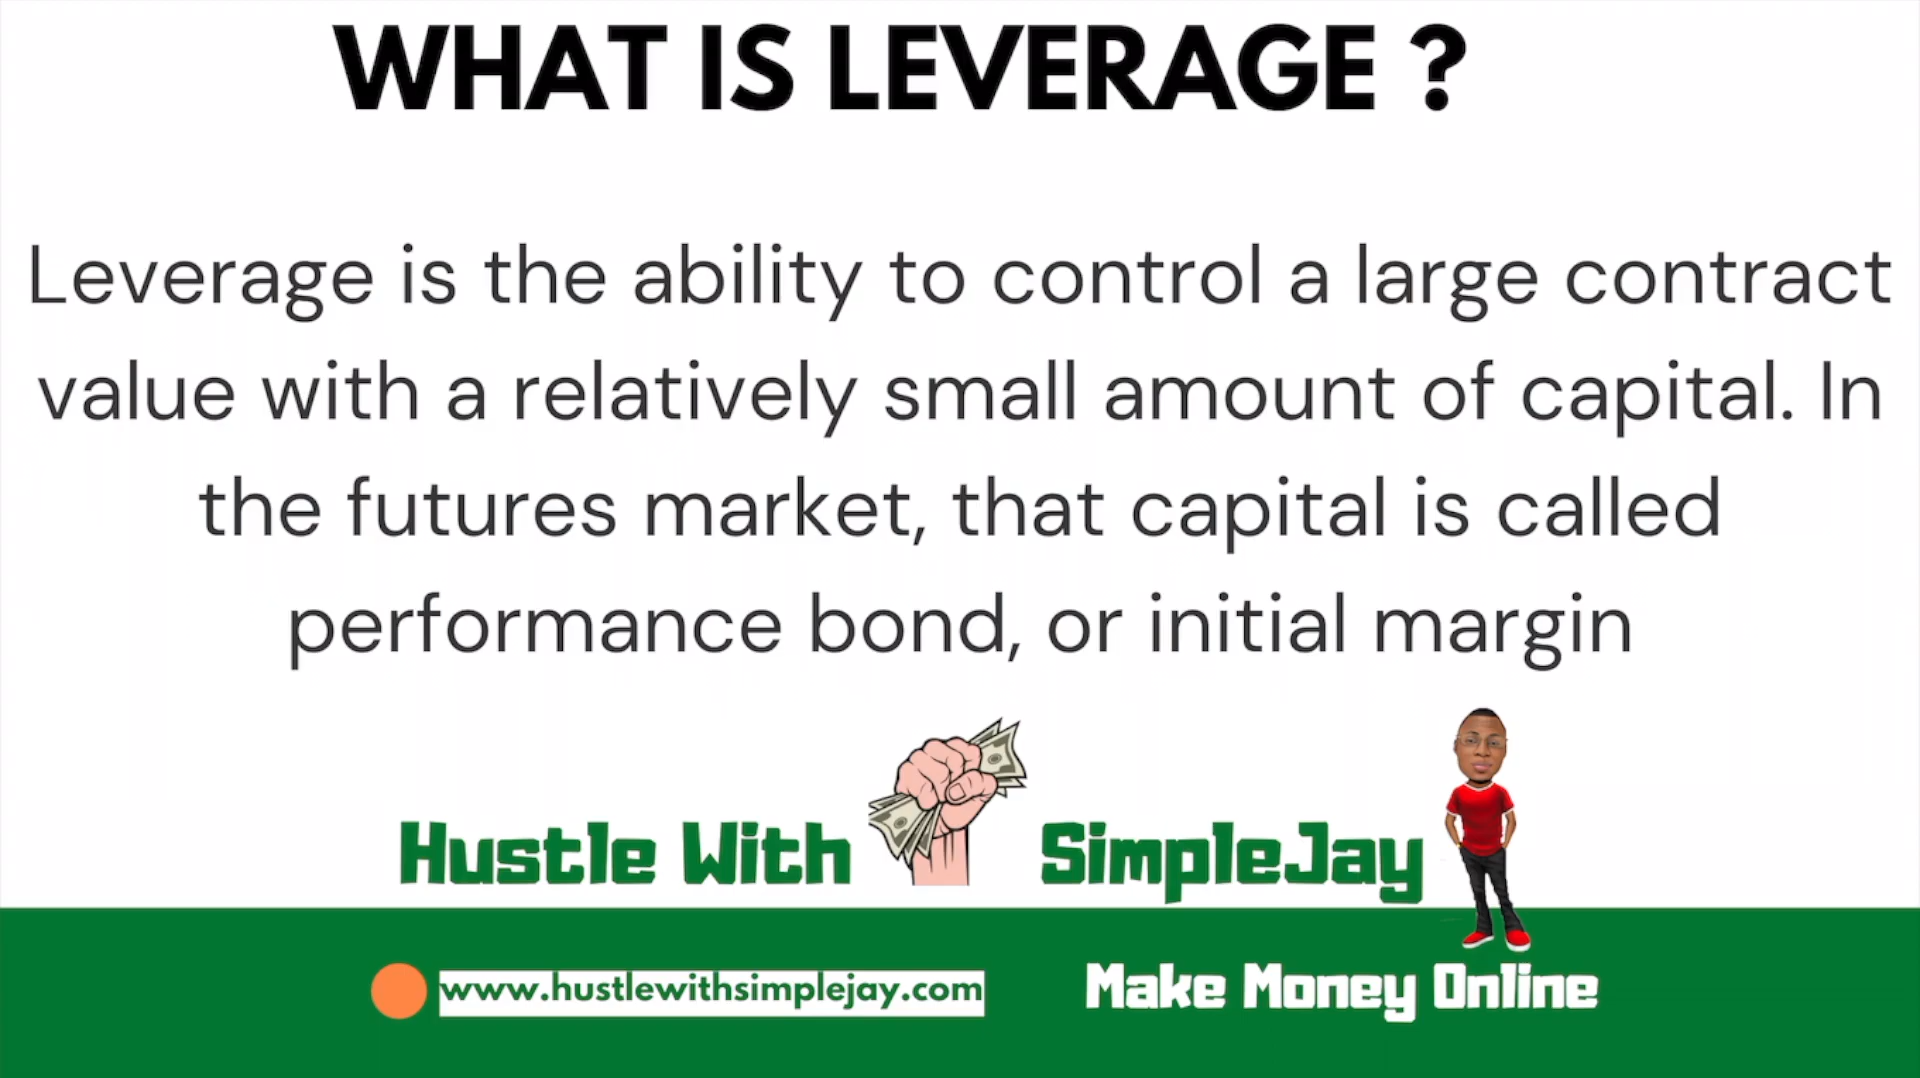 WHAT IS LEVERAGE ?
Leverage is the ability to control a large contract
value with a relatively small amount of capital. In
the futures market, that capital is called
performance bond, or initial margin
Hustle With SimpleJay
www.hustlewithsimplejay.com
Make Money Online